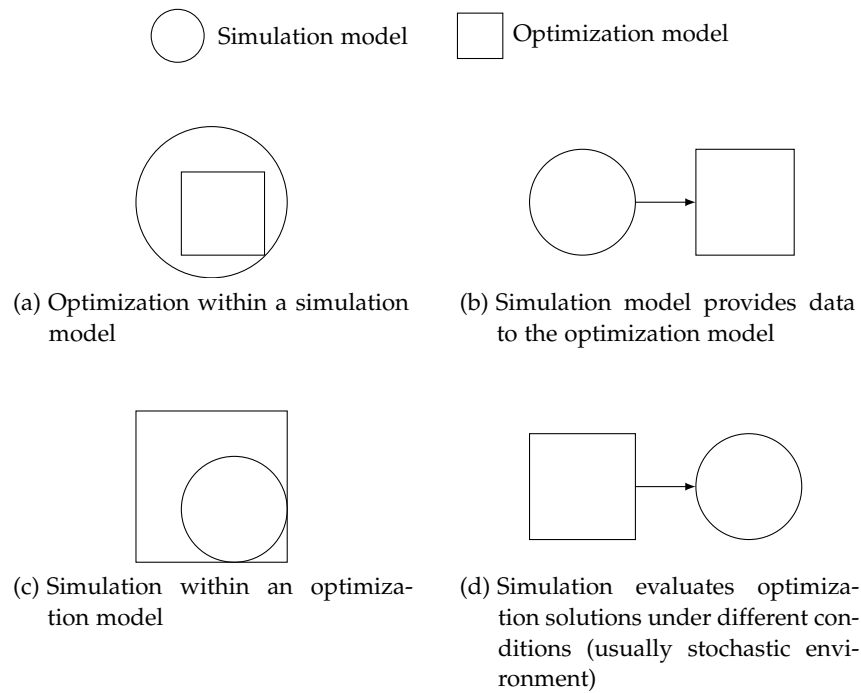 Simulation model
Optimization model
(a) Optimization within a simulation
model
(b) Simulation model provides data
to the optimization model
(c) Simulation within an optimiza-
tion model
(d) Simulation evaluates optimiza-
tion solutions under different con-
ditions (usually stochastic envi-
ronment)